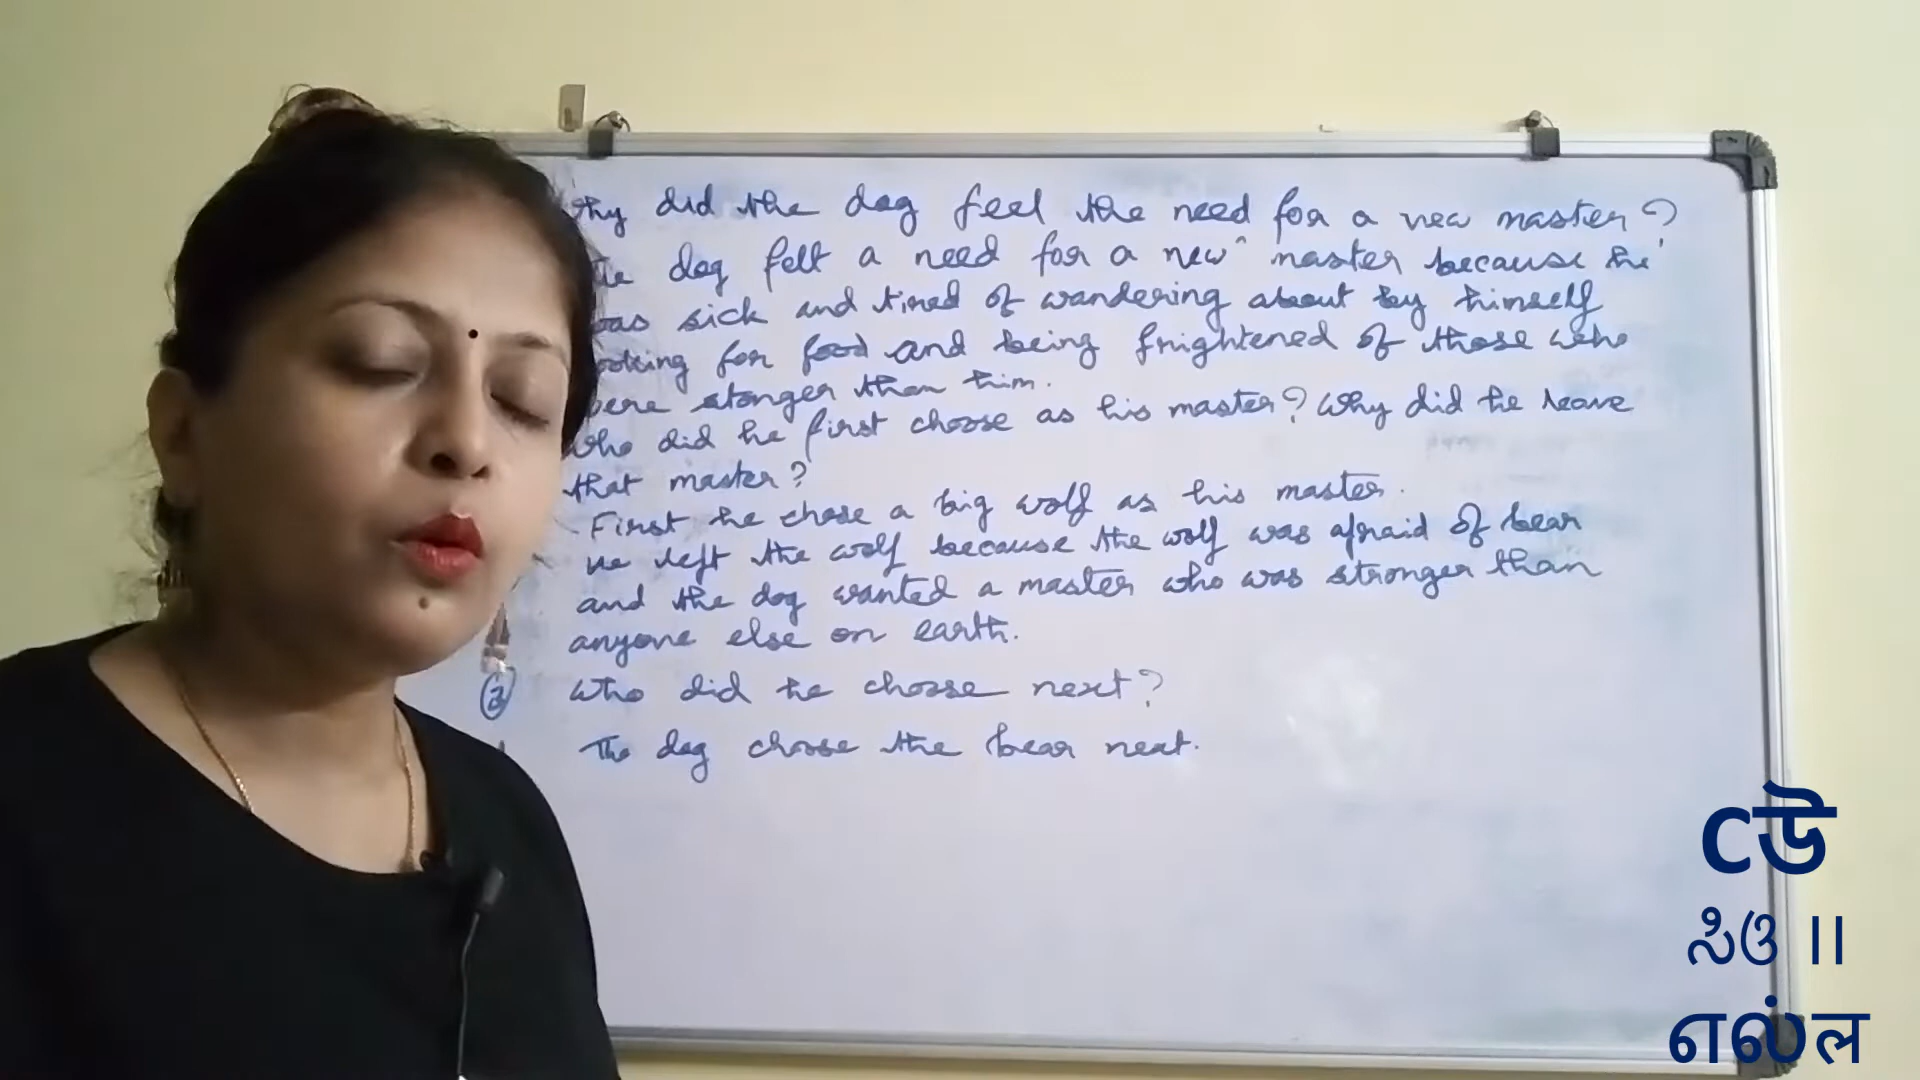 Why did the dog feel the need for a new master?
The dog felt a need for a new master because he
was sick and tired of wandering about by himself
looking for food and being frightened of those who
were stonger than him.
Who did he first choose as his master? Why did he leave
that master?
First he chose a big wolf as his master.
He left the wolf because the wolf was afraid of bear
and the dog wanted a master who was stronger than
anyone else on earth.
③ Who did he choose next?
The dog choose the bear next.
cউ
ಸಿও ।।
எல்ல